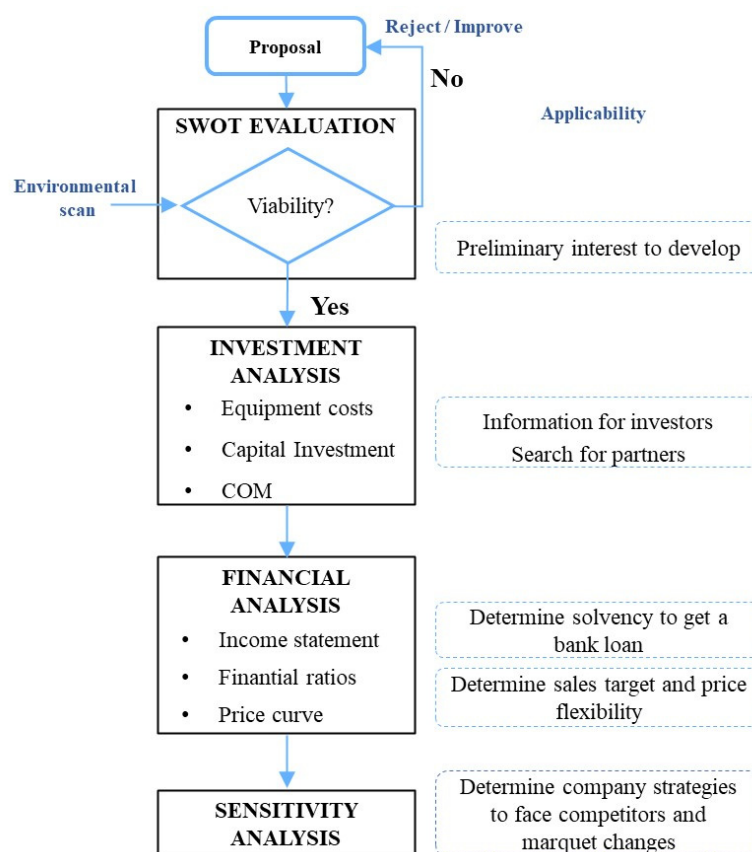 Reject / Improve
Proposal
No
SWOT EVALUATION
Applicability
Environmental
scan
Viability?
Preliminary interest to develop
Yes
INVESTMENT
ANALYSIS
• Equipment costs
• Capital Investment
• COM
Information for investors
Search for partners
FINANCIAL
ANALYSIS
• Income statement
• Finantial ratios
• Price curve
Determine solvency to get a
bank loan
Determine sales target and price
flexibility
SENSITIVITY
ANALYSIS
Determine company strategies
to face competitors and
marquet changes